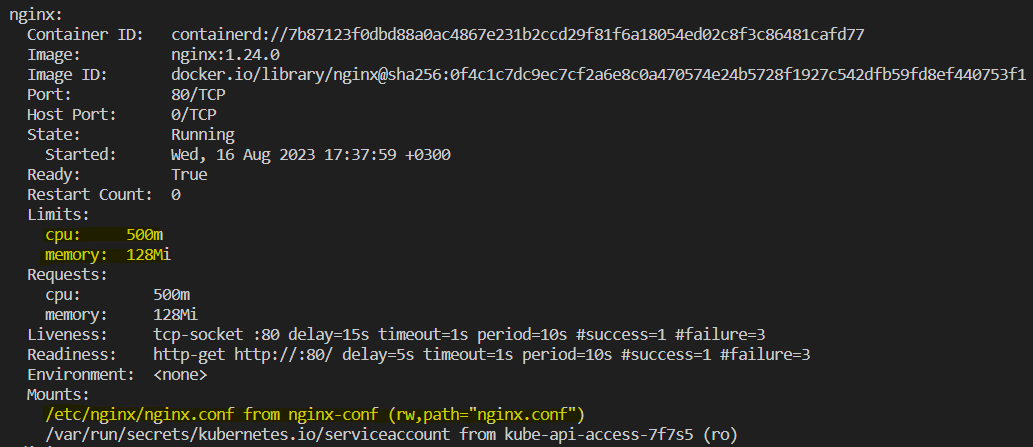 nginx:
  Container ID:   containerd://7b87123f0dbd88a0ac4867e231b2ccd29f81f6a18054ed02c8f3c86481cafd77
  Image:          nginx:1.24.0
  Image ID:       docker.io/library/nginx@sha256:0f4c1c7dc9ec7cf2a6e8c0a470574e24b5728f1927c542dfb59fd8ef440753f1
  Port:           80/TCP
  Host Port:      0/TCP
  State:          Running
    Started:      Wed, 16 Aug 2023 17:37:59 +0300
  Ready:          True
  Restart Count:  0
  Limits:
    cpu:     500m
    memory:  128Mi
  Requests:
    cpu:        500m
    memory:     128Mi
  Liveness:     tcp-socket :80 delay=15s timeout=1s period=10s #success=1 #failure=3
  Readiness:    http-get http://:80/ delay=5s timeout=1s period=10s #success=1 #failure=3
  Environment:  <none>
  Mounts:
    /etc/nginx/nginx.conf from nginx-conf (rw,path="nginx.conf")
    /var/run/secrets/kubernetes.io/serviceaccount from kube-api-access-7f7s5 (ro)